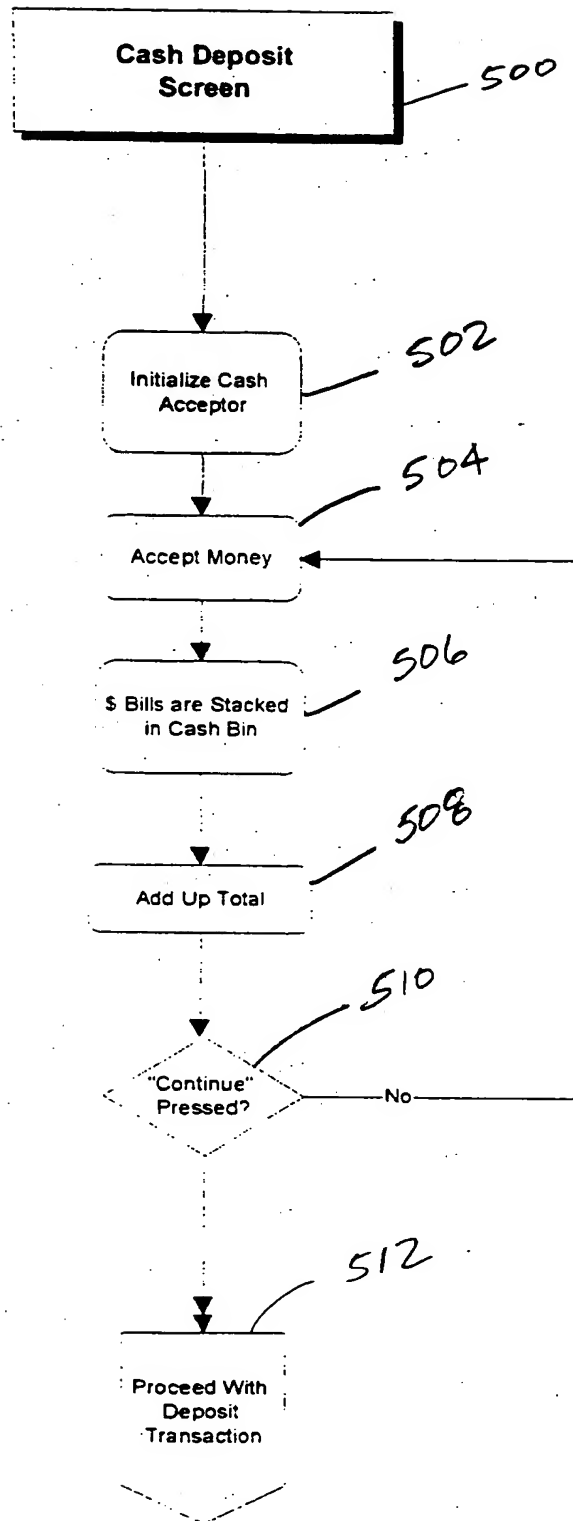 Cash Deposit
Screen
500
Initialize Cash
Acceptor
502
504
Accept Money
506
$ Bills are Stacked
in Cash Bin
508
Add Up Total
510
"Continue"
Pressed?
No
512
Proceed With
Deposit
Transaction